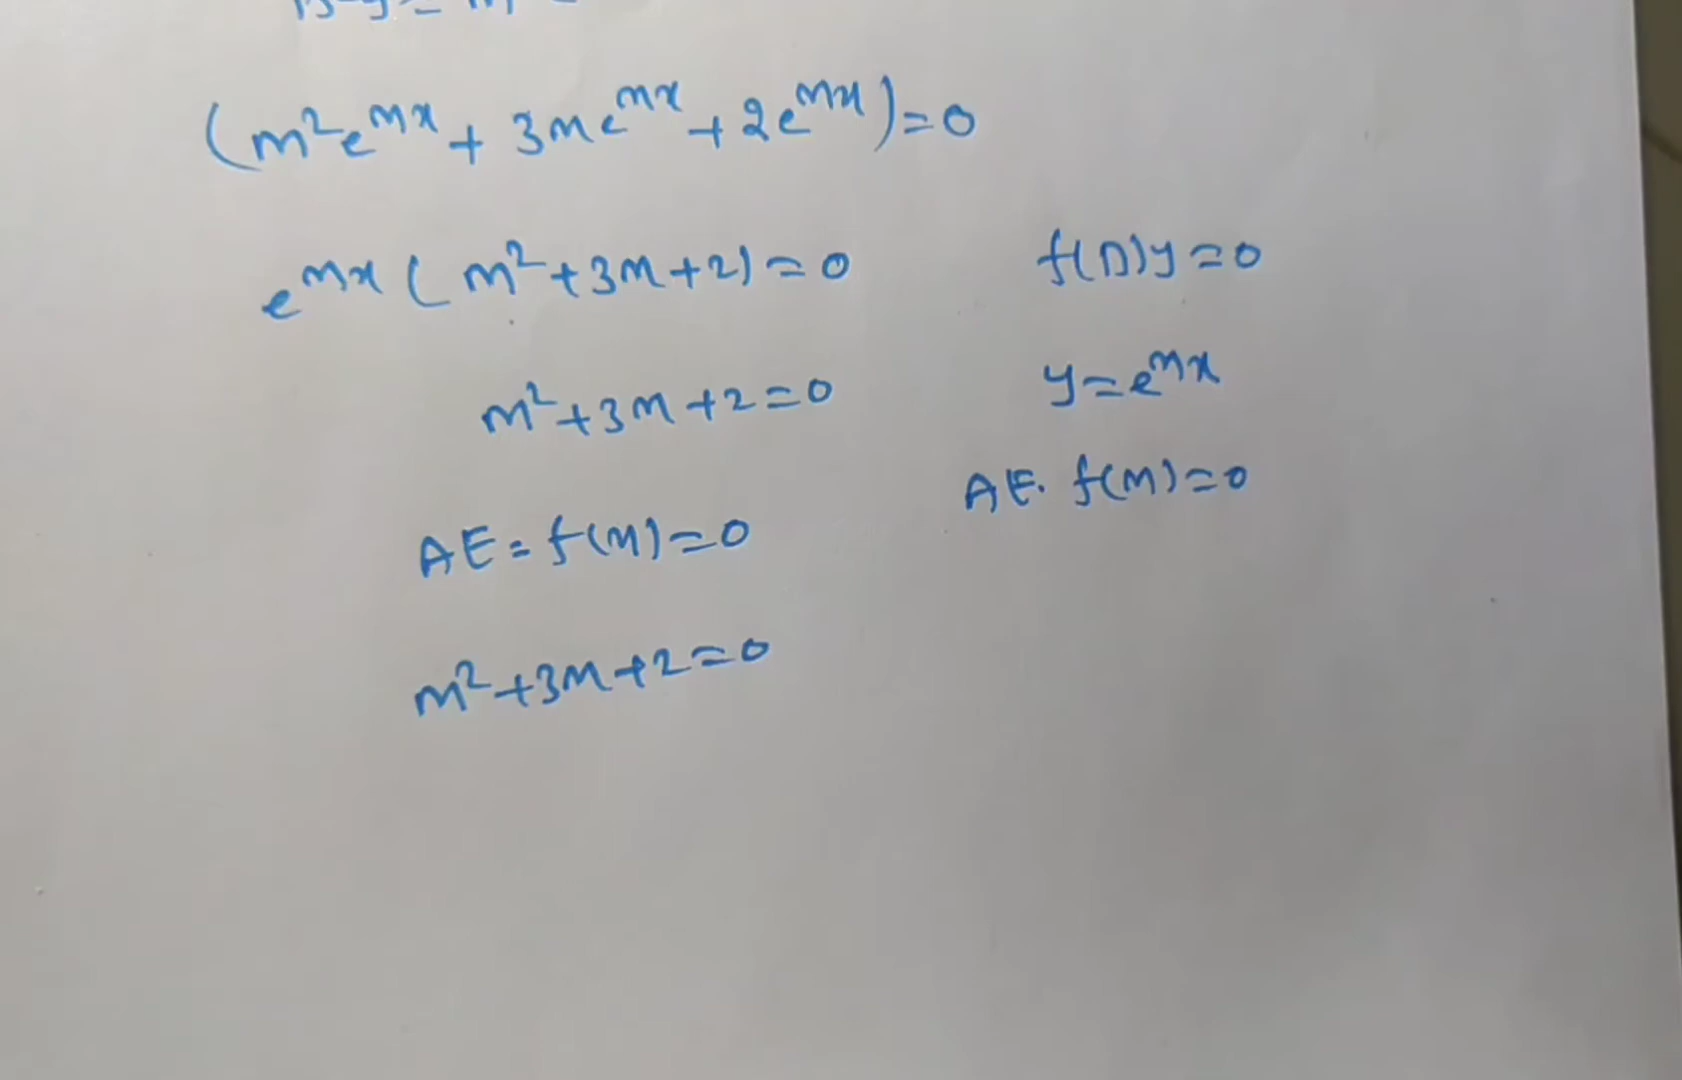 (m²e^mx + 3me^mx + 2e^mx) = 0
e^mx (m² + 3m + 2) = 0
f(D)y = 0
m² + 3m + 2 = 0
y = e^mx
AE. f(m) = 0
AE = f(m) = 0
m² + 3m + 2 = 0